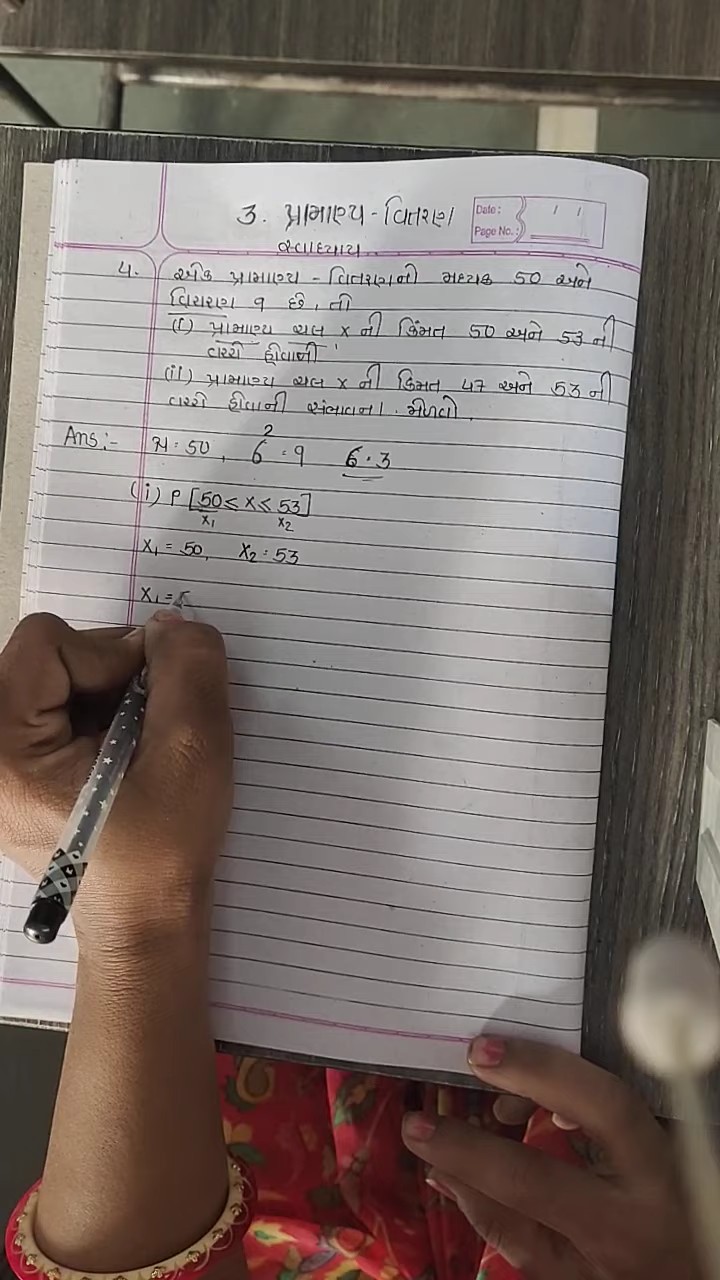 3. પ્રામાણ્ય - વિતરણ
Date: / /
Page No.:
સ્વાધ્યાય
૫. એક પ્રામાણ્ય - વિતરણનો મધ્યક 50 અને
વિચરણ ૧ છે, તો
(i) પ્રામાણ્ય ચલ x ની કિંમત 50 અને 53 ની
વચ્ચે હોવાની
(ii) પ્રામાણ્ય ચલ x ની કિંમત 47 અને 53 ની
વચ્ચે હોવાની સંભાવના મેળવો.
Ans:- μ = 50, σ² = 9 σ = 3
(i) P [50 ≤ x ≤ 53]
x₁ x₂
x₁ = 50, x₂ = 53
x₁ =